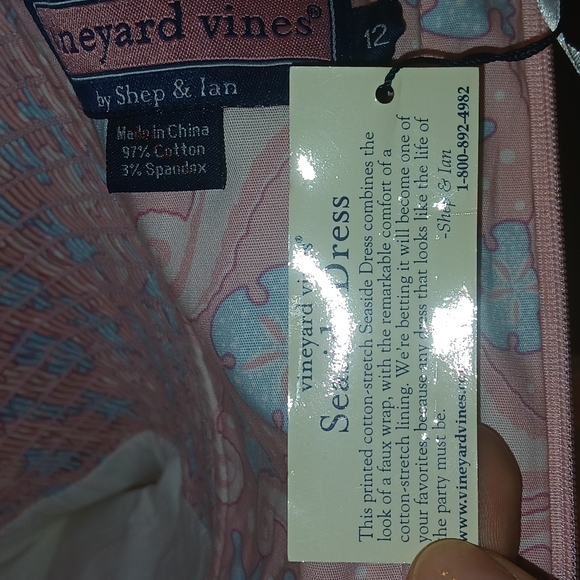 vineyard vines®
by Shep & Ian
12
Made in China
97% Cotton
3% Spandex
vineyard vines®
Seaside Dress
This printed cotton-stretch Seaside Dress combines the
look of a faux wrap, with the remarkable comfort of a
cotton-stretch lining. We're betting it will become one of
your favorites, because any dress that looks like the life of
the party must be.
-Shep & Ian
www.vineyardvines.
1-800-892-4982